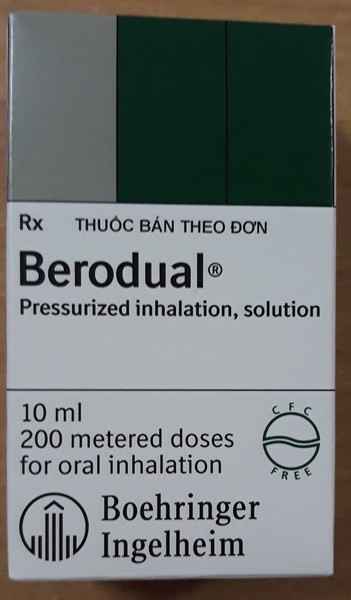 Rx THUỐC BÁN THEO ĐƠN
Berodual®
Pressurized inhalation, solution
10 ml
200 metered doses
for oral inhalation
CFC
FREE
Boehringer
Ingelheim